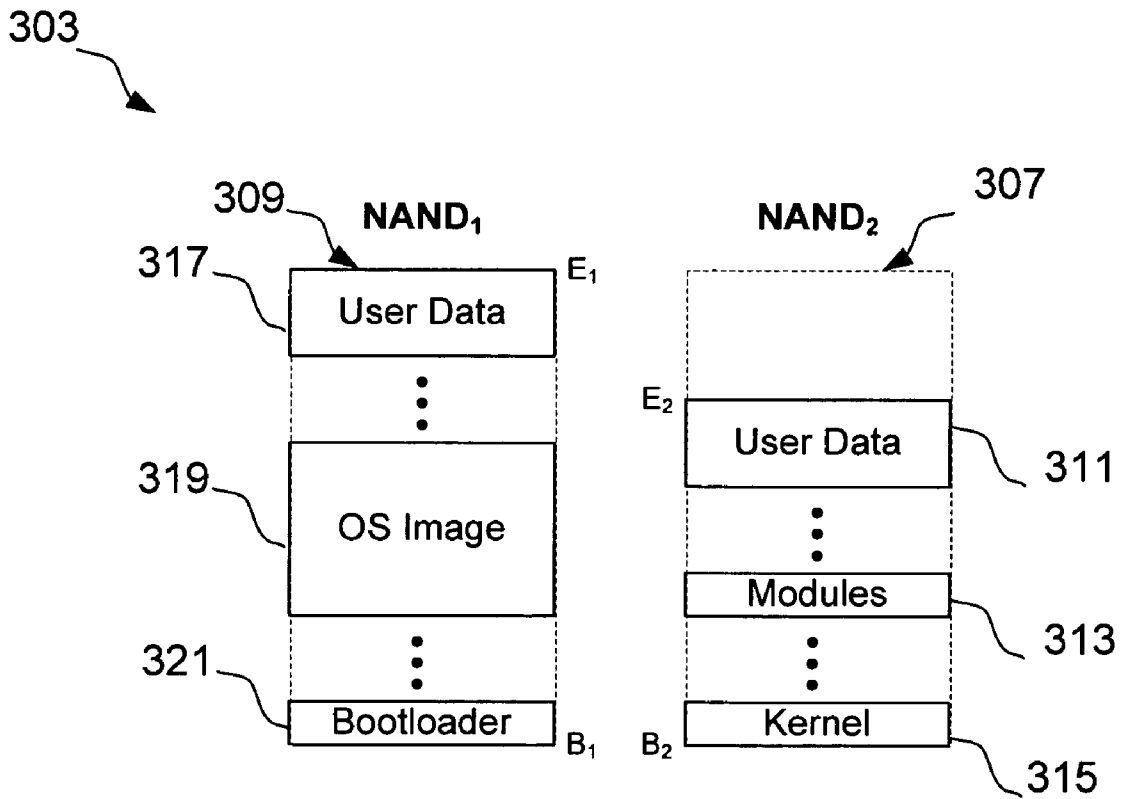 303
309
NAND₁
NAND₂
307
317
E₁
User Data
E₂
User Data
311
319
OS Image
Modules
313
321
Bootloader
B₁
B₂
Kernel
315